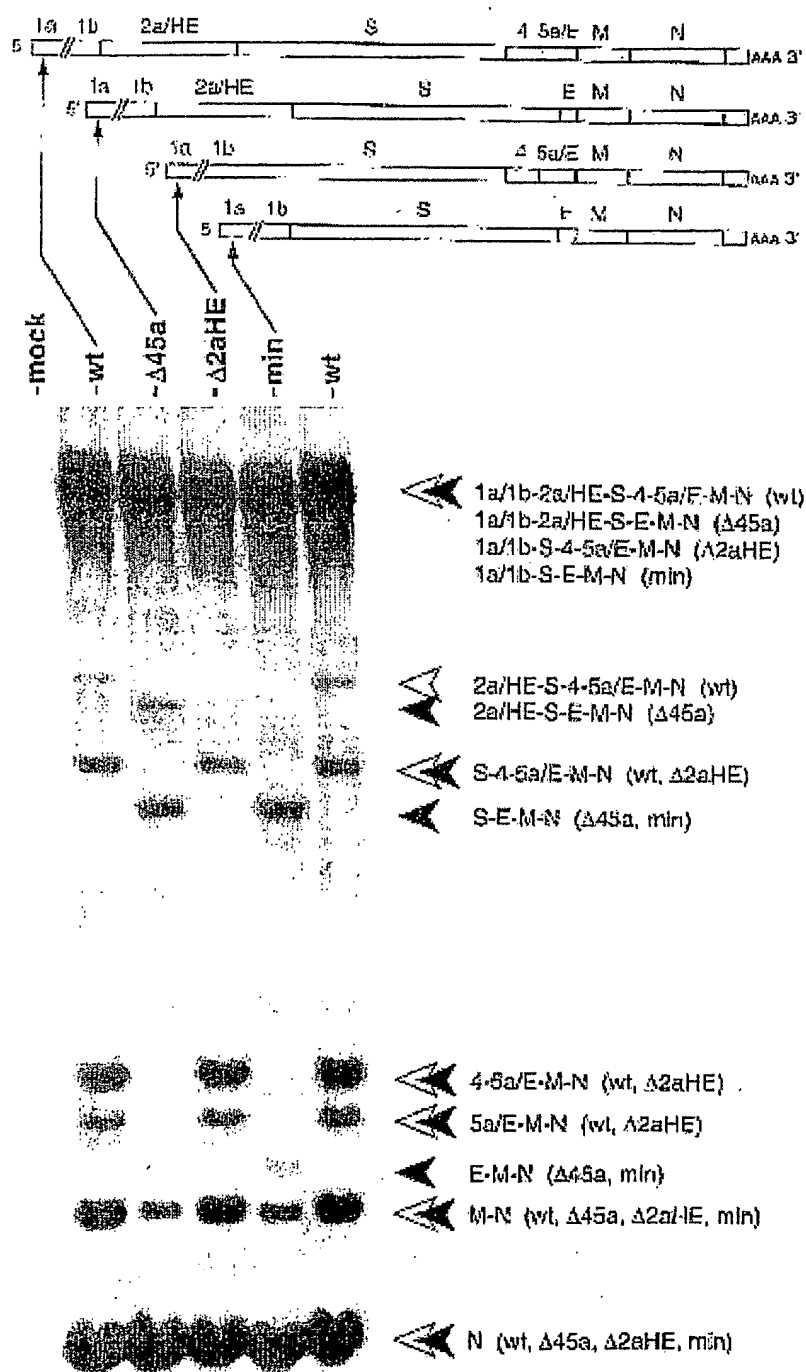 1a 1b 2a/HE S 4 5a/E M N
5 AAA 3'
1a 1b 2a/HE S E M N
5' AAA 3'
1a 1b S 4 5a/E M N
5' AAA 3'
1a 1b S E M N
5 AAA 3'
-mock
-wt
-Δ45a
-Δ2aHE
-min
-wt
1a/1b-2a/HE-S-4-5a/E-M-N (wt)
1a/1b-2a/HE-S-E-M-N (Δ45a)
1a/1b-S-4-5a/E-M-N (Δ2aHE)
1a/1b-S-E-M-N (min)
2a/HE-S-4-5a/E-M-N (wt)
2a/HE-S-E-M-N (Δ45a)
S-4-5a/E-M-N (wt, Δ2aHE)
S-E-M-N (Δ45a, min)
4-5a/E-M-N (wt, Δ2aHE)
5a/E-M-N (wt, Δ2aHE)
E-M-N (Δ45a, min)
M-N (wt, Δ45a, Δ2a/HE, min)
N (wt, Δ45a, Δ2aHE, min)